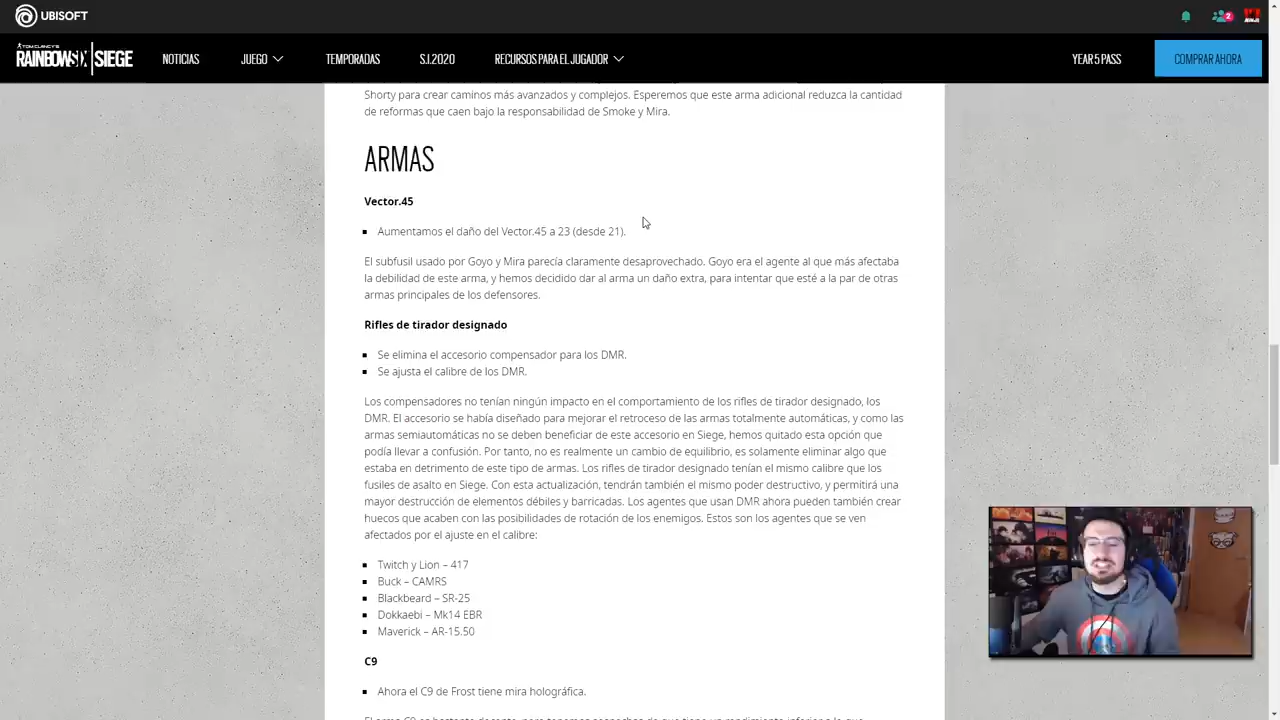 UBISOFT
2
TOM CLANCY'S
RAINBOWSIX SIEGE
NOTICIAS
JUEGO
TEMPORADAS
S.I.2020
RECURSOS PARA EL JUGADOR
YEAR 5 PASS
COMPRAR AHORA
Shorty para crear caminos más avanzados y complejos. Esperemos que este arma adicional reduzca la cantidad
de reformas que caen bajo la responsabilidad de Smoke y Mira.
ARMAS
Vector.45
Aumentamos el daño del Vector.45 a 23 (desde 21).
El subfusil usado por Goyo y Mira parecía claramente desaprovechado. Goyo era el agente al que más afectaba
la debilidad de este arma, y hemos decidido dar al arma un daño extra, para intentar que esté a la par de otras
armas principales de los defensores.
Rifles de tirador designado
Se elimina el accesorio compensador para los DMR.
Se ajusta el calibre de los DMR.
Los compensadores no tenían ningún impacto en el comportamiento de los rifles de tirador designado, los
DMR. El accesorio se había diseñado para mejorar el retroceso de las armas totalmente automáticas, y como las
armas semiautomáticas no se deben beneficiar de este accesorio en Siege, hemos quitado esta opción que
podía llevar a confusión. Por tanto, no es realmente un cambio de equilibrio, es solamente eliminar algo que
estaba en detrimento de este tipo de armas. Los rifles de tirador designado tenían el mismo calibre que los
fusiles de asalto en Siege. Con esta actualización, tendrán también el mismo poder destructivo, y permitirá una
mayor destrucción de elementos débiles y barricadas. Los agentes que usan DMR ahora pueden también crear
huecos que acaben con las posibilidades de rotación de los enemigos. Estos son los agentes que se ven
afectados por el ajuste en el calibre:
Twitch y Lion – 417
Buck – CAMRS
Blackbeard – SR-25
Dokkaebi – Mk14 EBR
Maverick – AR-15.50
C9
Ahora el C9 de Frost tiene mira holográfica.